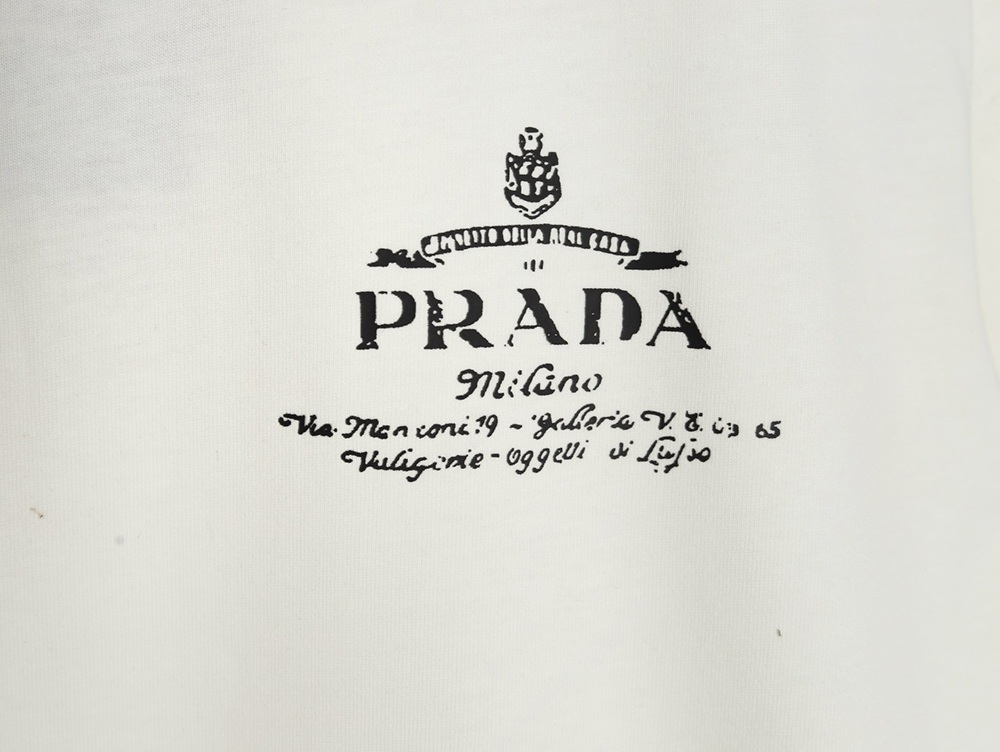 PRADA
Milano
Via Manzoni 19 - Galleria V. E. 65
Valigerie - Oggetti di Lusso